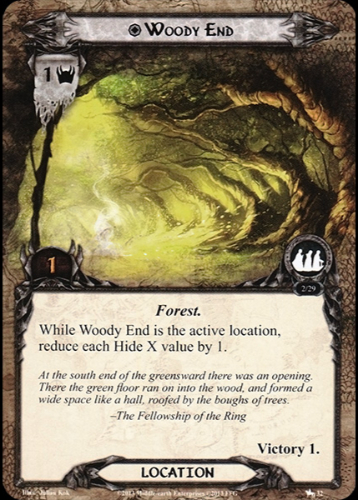 Woody End
1
1
2/29
Forest.
While Woody End is the active location,
reduce each Hide X value by 1.
At the south end of the greensward there was an opening.
There the green floor ran on into the wood, and formed a
wide space like a hall, roofed by the boughs of trees.
–The Fellowship of the Ring
Victory 1.
LOCATION
32